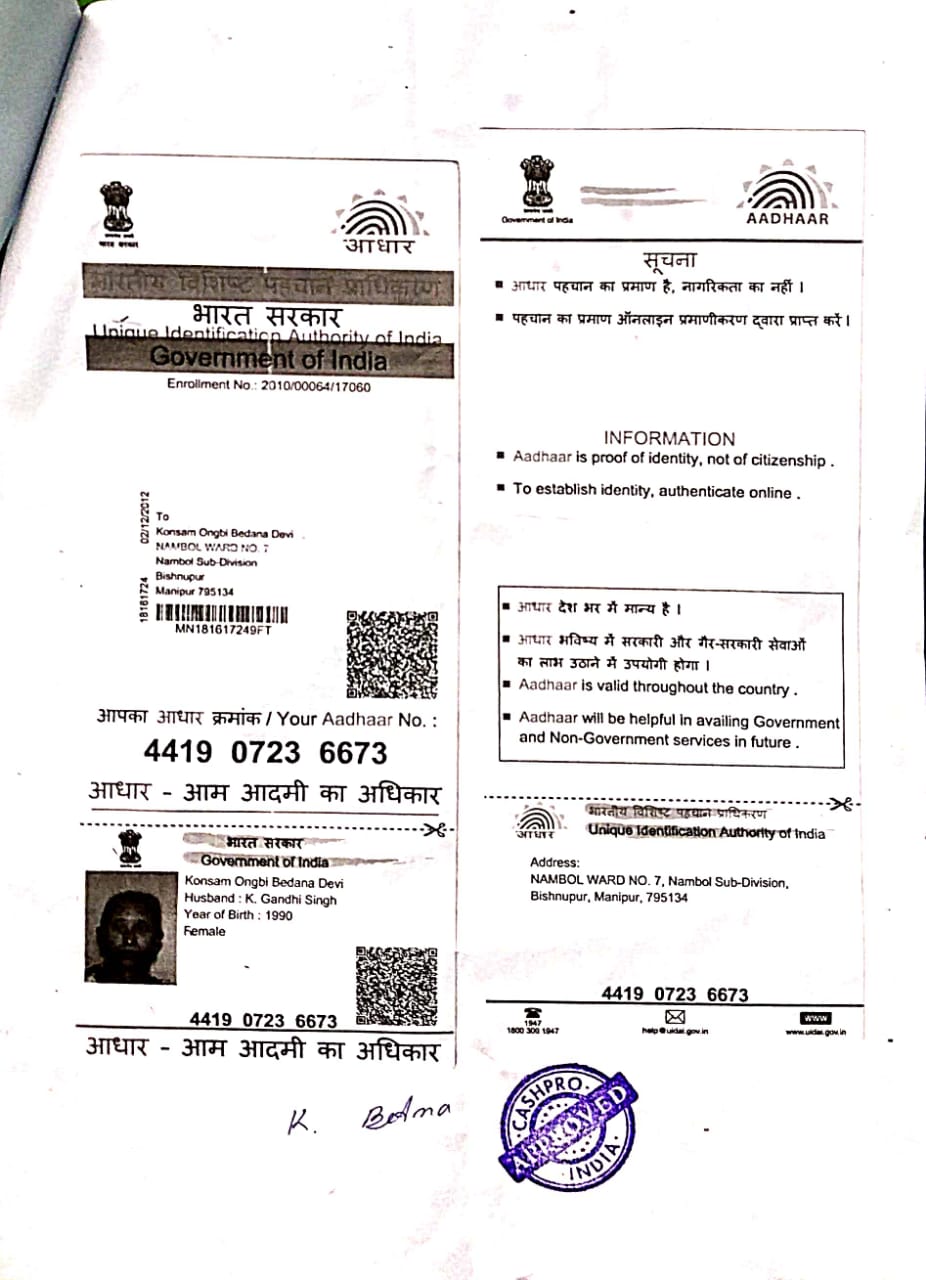 भारत सरकार
आधार
भारतीय विशिष्ट पहचान प्राधिकरण
भारत सरकार
Unique Identification Authority of India
Government of India
Enrollment No.: 2010/00064/17060
02/12/2012
18161724
To
Konsam Ongbi Bedana Devi
NAMBOL WARD NO. 7
Nambol Sub-Division
Bishnupur
Manipur 795134
MN181617249FT
आपका आधार क्रमांक / Your Aadhaar No. :
4419 0723 6673
आधार - आम आदमी का अधिकार
भारत सरकार
Government of India
Konsam Ongbi Bedana Devi
Husband : K. Gandhi Singh
Year of Birth : 1990
Female
4419 0723 6673
आधार - आम आदमी का अधिकार
K.
Government of India
AADHAAR
सूचना
▪ आधार पहचान का प्रमाण है, नागरिकता का नहीं ।
▪ पहचान का प्रमाण ऑनलाइन प्रमाणीकरण द्वारा प्राप्त करें ।
INFORMATION
▪ Aadhaar is proof of identity, not of citizenship .
▪ To establish identity, authenticate online .
▪ आधार देश भर में मान्य है ।
▪ आधार भविष्य में सरकारी और गैर-सरकारी सेवाओं
का लाभ उठाने में उपयोगी होगा ।
▪ Aadhaar is valid throughout the country .
▪ Aadhaar will be helpful in availing Government
and Non-Government services in future .
आधार
भारतीय विशिष्ट पहचान प्राधिकरण
Unique Identification Authority of India
Address:
NAMBOL WARD NO. 7, Nambol Sub-Division,
Bishnupur, Manipur, 795134
4419 0723 6673
1947
1800 300 1947
help@uidai.gov.in
WWW
www.uidai.gov.in
CASHPRO
APPROVED
INDIA